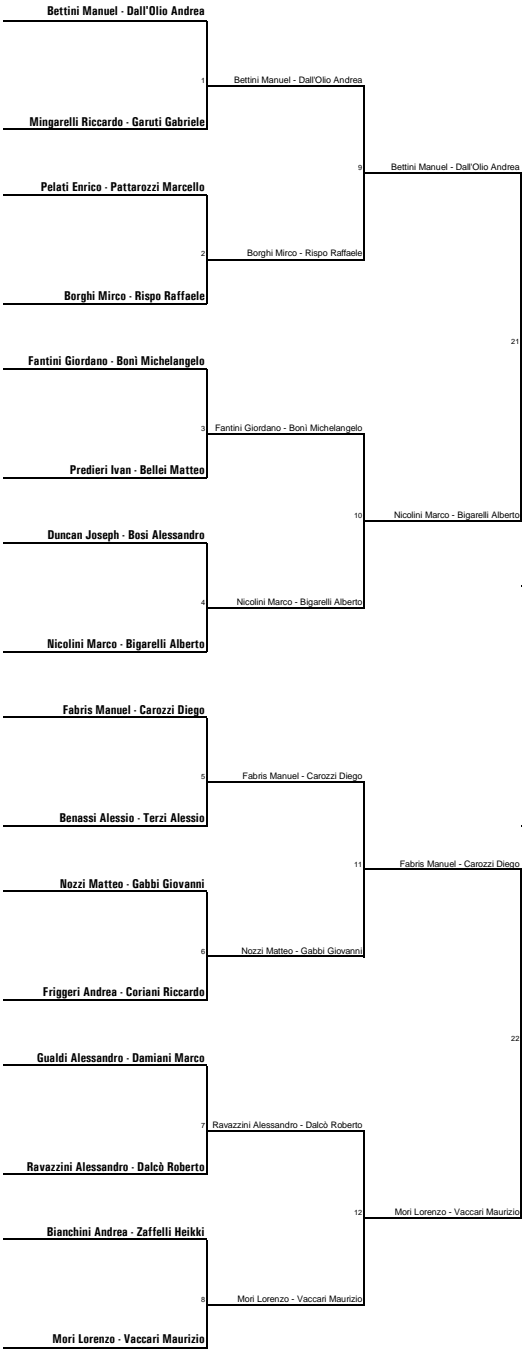 Bettini Manuel - Dall'Olio Andrea
1 Bettini Manuel - Dall'Olio Andrea
Mingarelli Riccardo - Garuti Gabriele
9 Bettini Manuel - Dall'Olio Andrea
Pelati Enrico - Pattarozzi Marcello
2 Borghi Mirco - Rispo Raffaele
Borghi Mirco - Rispo Raffaele
21
Fantini Giordano - Bonì Michelangelo
3 Fantini Giordano - Bonì Michelangelo
Predieri Ivan - Bellei Matteo
10 Nicolini Marco - Bigarelli Alberto
Duncan Joseph - Bosi Alessandro
4 Nicolini Marco - Bigarelli Alberto
Nicolini Marco - Bigarelli Alberto
Fabris Manuel - Carozzi Diego
5 Fabris Manuel - Carozzi Diego
Benassi Alessio - Terzi Alessio
11 Fabris Manuel - Carozzi Diego
Nozzi Matteo - Gabbi Giovanni
6 Nozzi Matteo - Gabbi Giovanni
Friggeri Andrea - Coriani Riccardo
22
Gualdi Alessandro - Damiani Marco
7 Ravazzini Alessandro - Dalcò Roberto
Ravazzini Alessandro - Dalcò Roberto
12 Mori Lorenzo - Vaccari Maurizio
Bianchini Andrea - Zaffelli Heikki
8 Mori Lorenzo - Vaccari Maurizio
Mori Lorenzo - Vaccari Maurizio